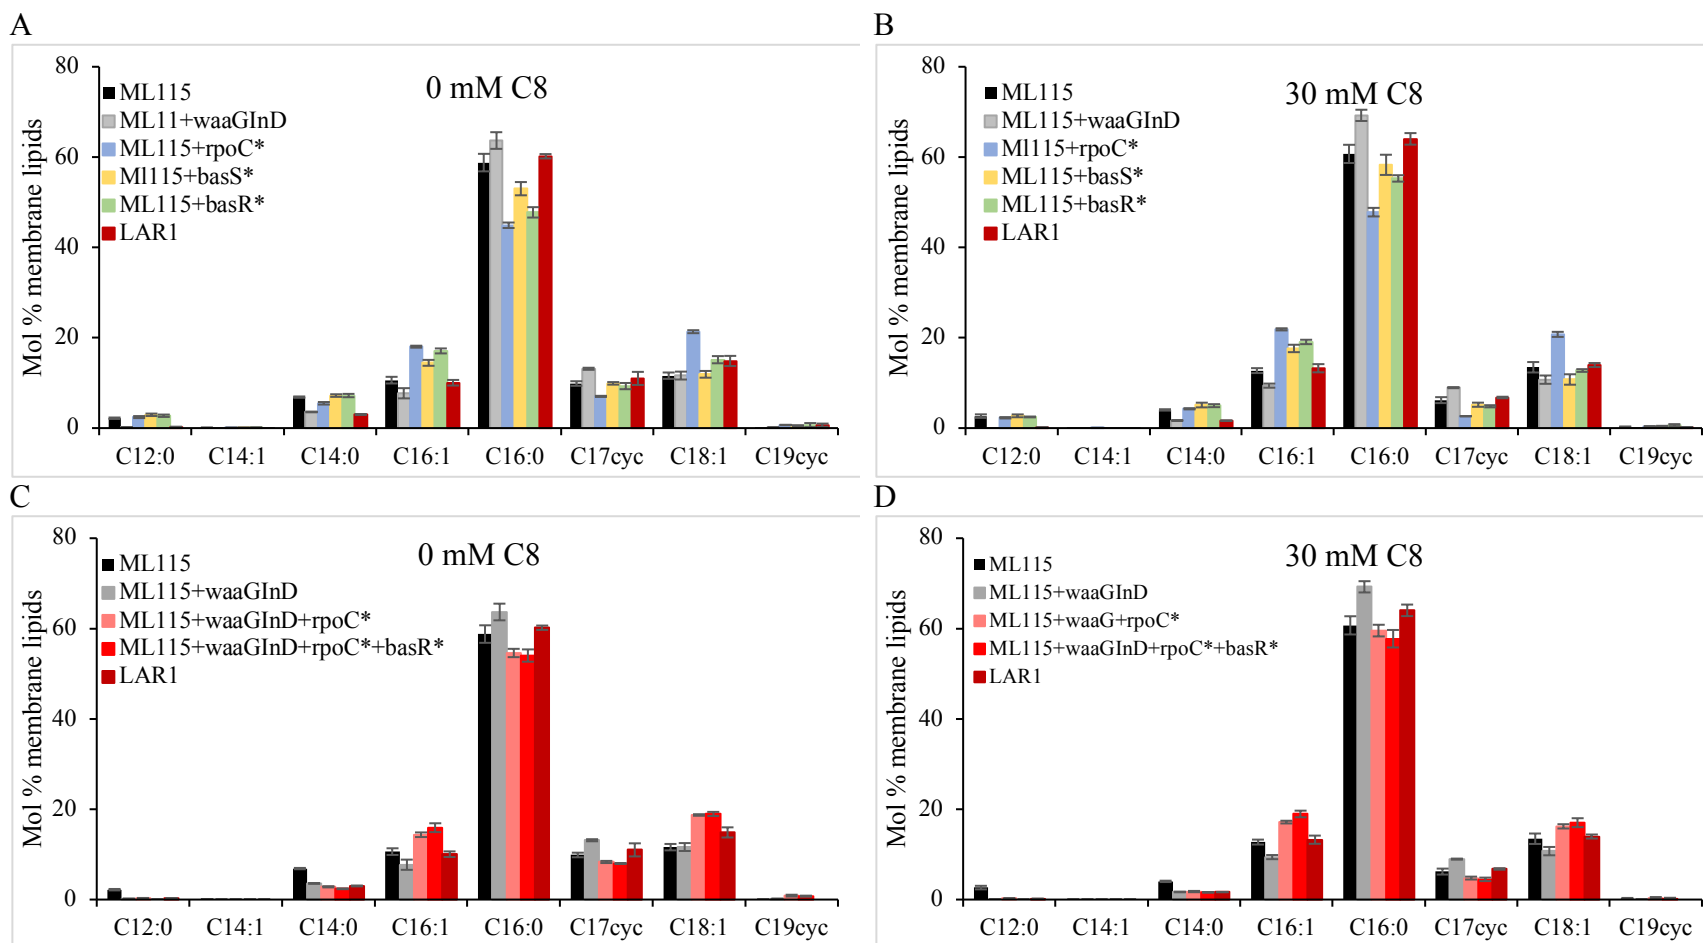 A
Mol % membrane lipids
80
60
40
20
0
0 mM C8
ML115
ML11+waaGInD
ML115+rpoC*
Ml115+basS*
ML115+basR*
LAR1
C12:0 C14:1 C14:0 C16:1 C16:0 C17cyc C18:1 C19cyc
B
Mol % membrane lipids
80
60
40
20
0
30 mM C8
ML115
ML115+waaGInD
Ml115+rpoC*
ML115+basS*
ML115+basR*
LAR1
C12:0 C14:1 C14:0 C16:1 C16:0 C17cyc C18:1 C19cyc
C
Mol % membrane lipids
80
60
40
20
0
0 mM C8
ML115
ML115+waaGInD
ML115+waaGInD+rpoC*
ML115+waaGInD+rpoC*+basR*
LAR1
C12:0 C14:1 C14:0 C16:1 C16:0 C17cyc C18:1 C19cyc
D
Mol % membrane lipids
80
60
40
20
0
30 mM C8
ML115
ML115+waaGInD
ML115+waaG+rpoC*
ML115+waaGInD+rpoC*+basR*
LAR1
C12:0 C14:1 C14:0 C16:1 C16:0 C17cyc C18:1 C19cyc